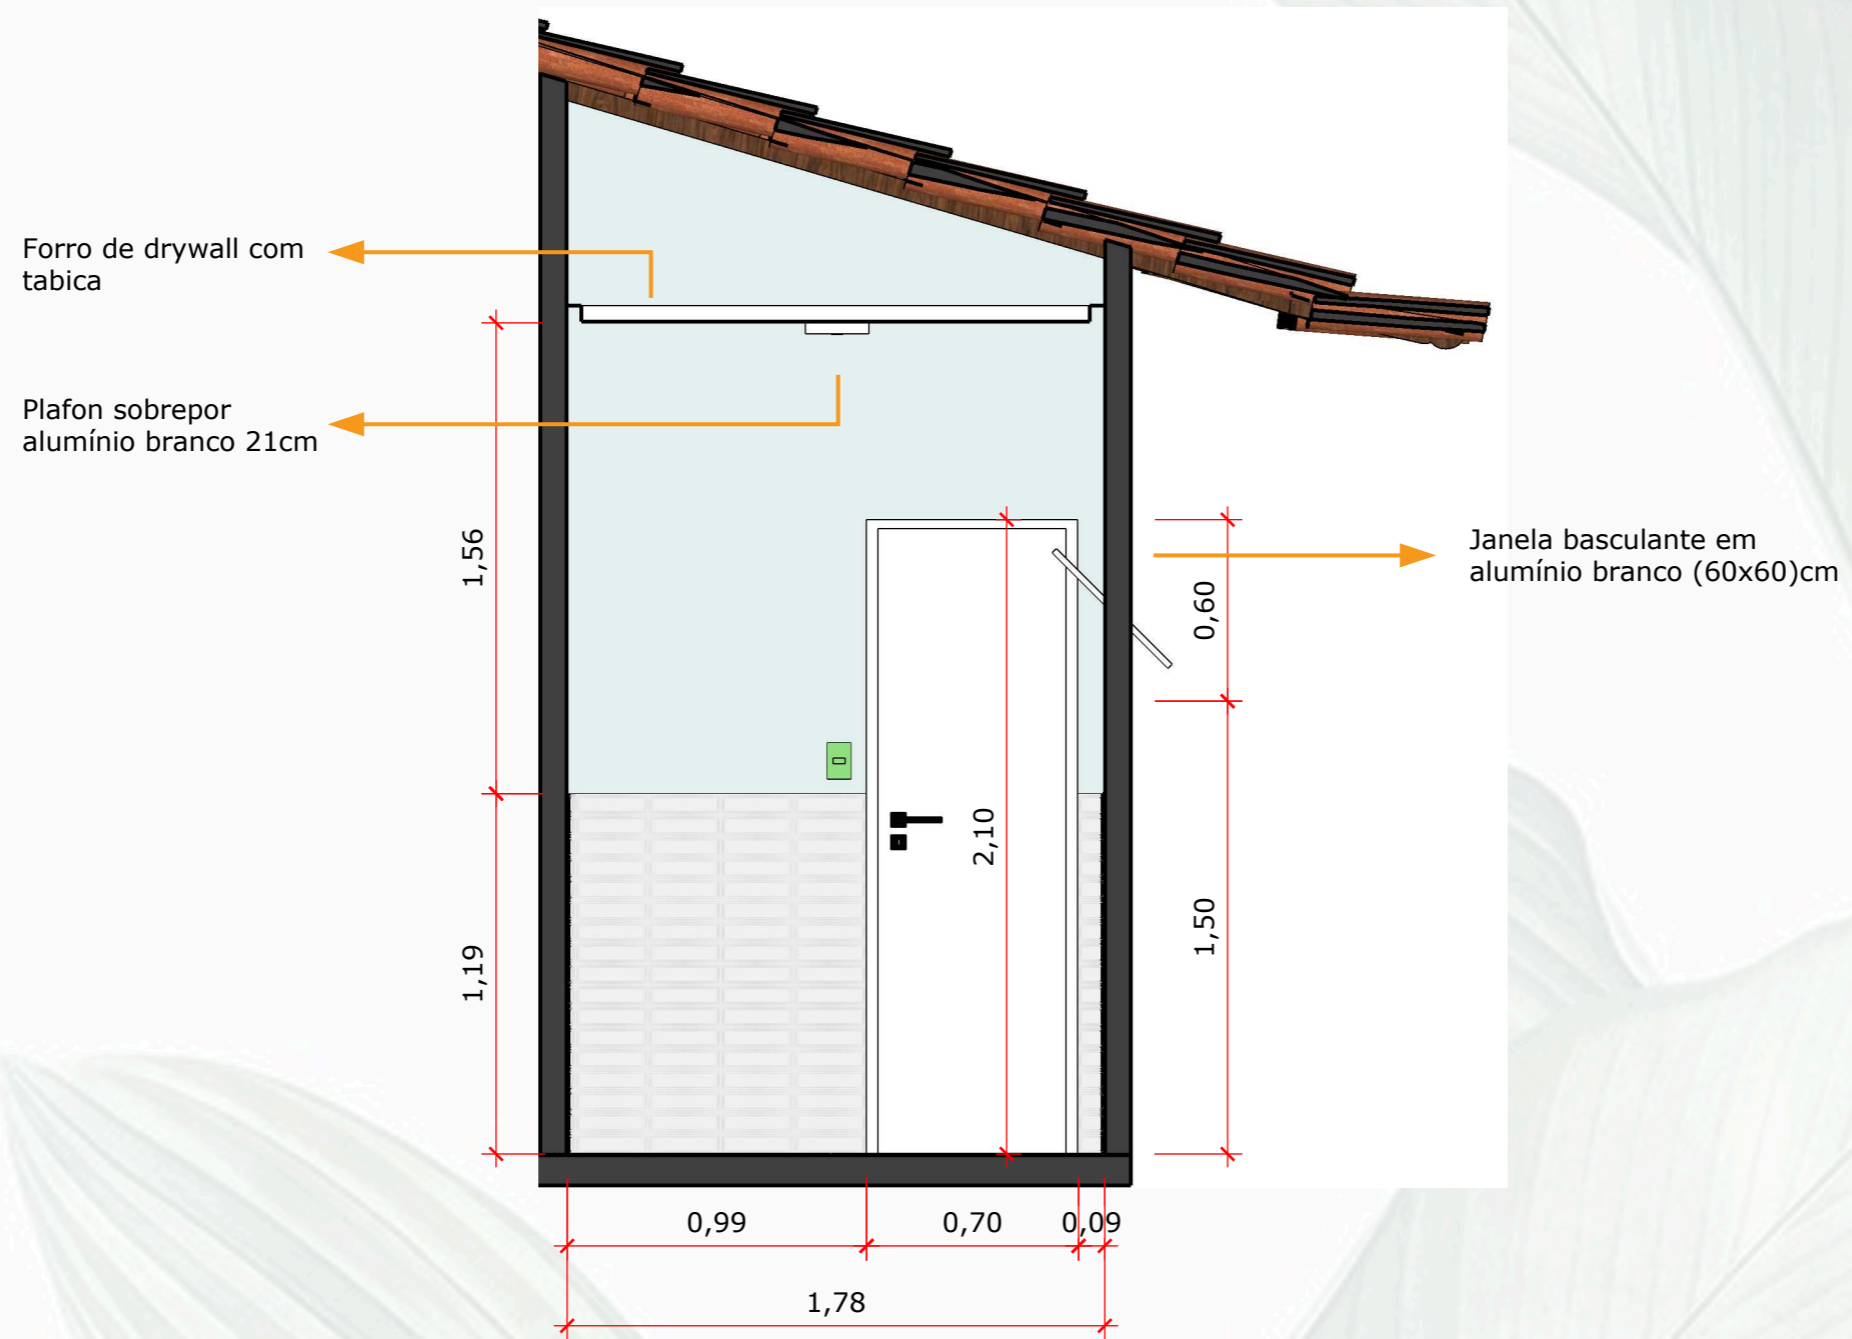 Forro de drywall com
tabica
Plafon sobrepor
alumínio branco 21cm
1,56
Janela basculante em
alumínio branco (60x60)cm
0,60
2,10
1,50
1,19
0,99
0,70
0,09
1,78